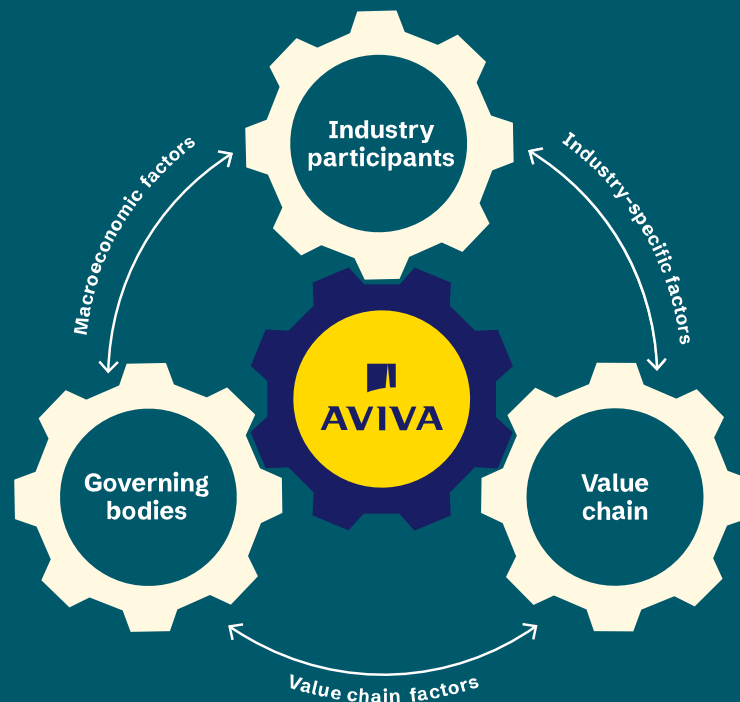 Industry
participants
Macroeconomic factors
Industry-specific factors
AVIVA
Governing
bodies
Value
chain
Value chain factors